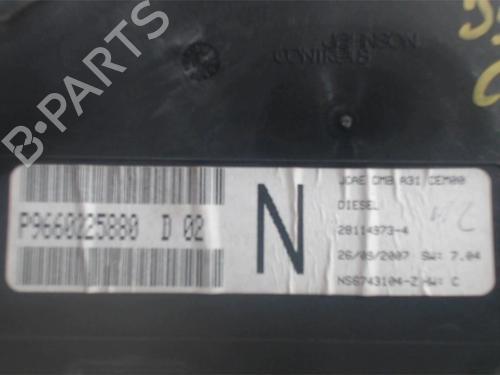 JOHNSON
CONTROLS
B-PARTS
P9660225880 D 02
N
JCAE CMB A31 CEM00
DIESEL
28114373-4
26/09/2007 SW: 7.04
NS6743104-Z HW: C